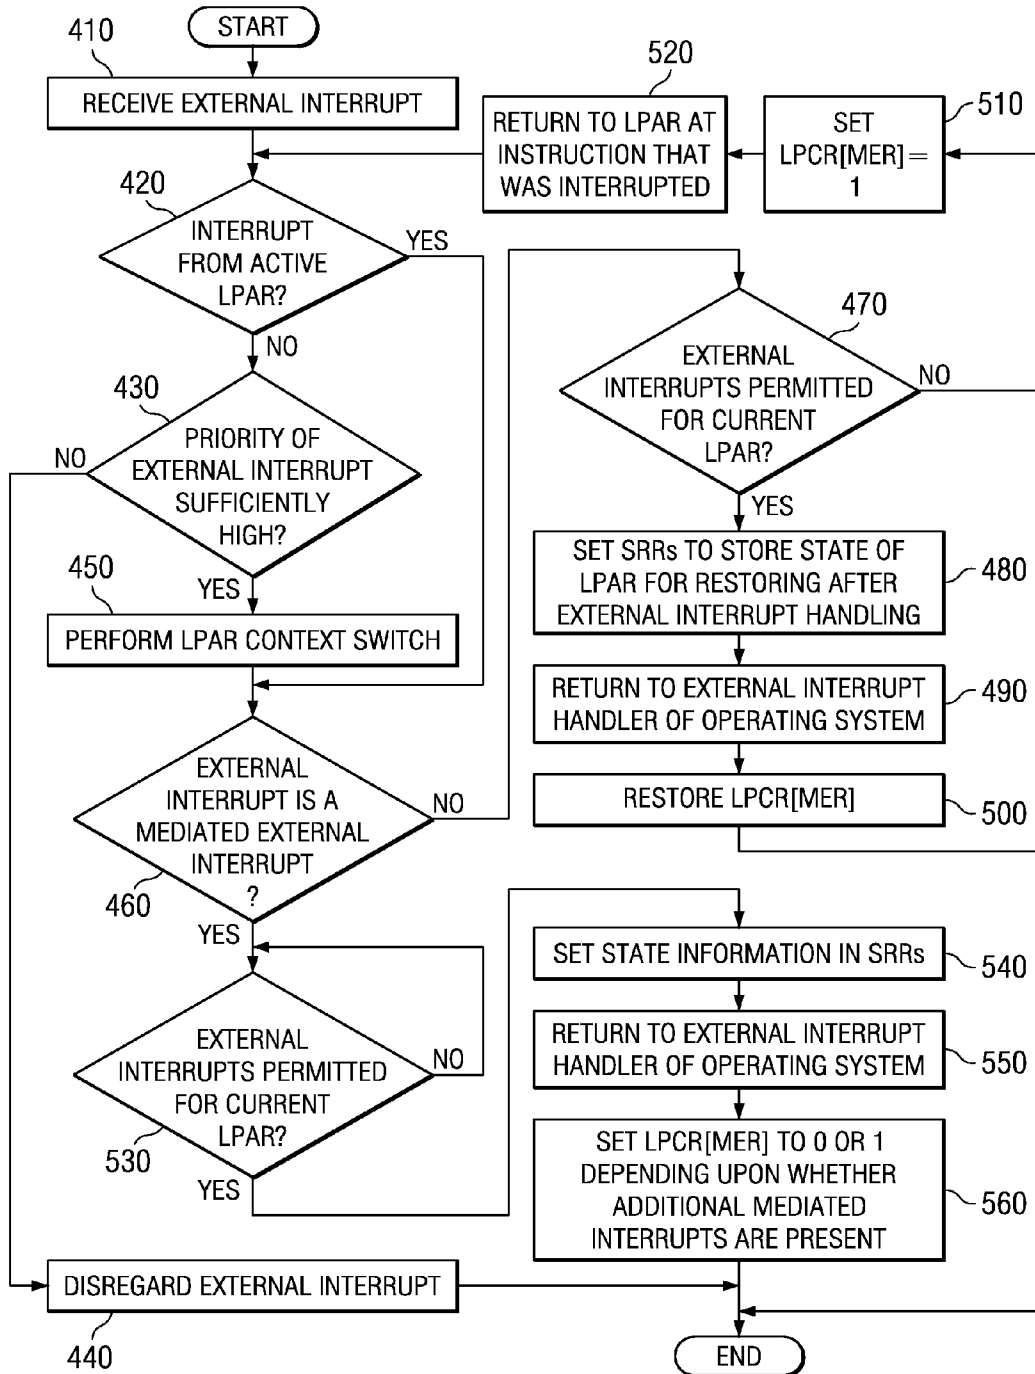 START
410
RECEIVE EXTERNAL INTERRUPT
520
RETURN TO LPAR AT
INSTRUCTION THAT
WAS INTERRUPTED
510
SET
LPCR[MER] =
1
420
INTERRUPT
FROM ACTIVE
LPAR?
YES
NO
430
PRIORITY OF
EXTERNAL INTERRUPT
SUFFICIENTLY
HIGH?
NO
YES
450
PERFORM LPAR CONTEXT SWITCH
460
EXTERNAL
INTERRUPT IS A
MEDIATED EXTERNAL
INTERRUPT
?
NO
YES
470
EXTERNAL
INTERRUPTS PERMITTED
FOR CURRENT
LPAR?
NO
YES
SET SRRs TO STORE STATE OF
LPAR FOR RESTORING AFTER
EXTERNAL INTERRUPT HANDLING
480
RETURN TO EXTERNAL INTERRUPT
HANDLER OF OPERATING SYSTEM
490
RESTORE LPCR[MER]
500
EXTERNAL
INTERRUPTS PERMITTED
FOR CURRENT
LPAR?
NO
530
YES
SET STATE INFORMATION IN SRRs
540
RETURN TO EXTERNAL INTERRUPT
HANDLER OF OPERATING SYSTEM
550
SET LPCR[MER] TO 0 OR 1
DEPENDING UPON WHETHER
ADDITIONAL MEDIATED
INTERRUPTS ARE PRESENT
560
DISREGARD EXTERNAL INTERRUPT
440
END